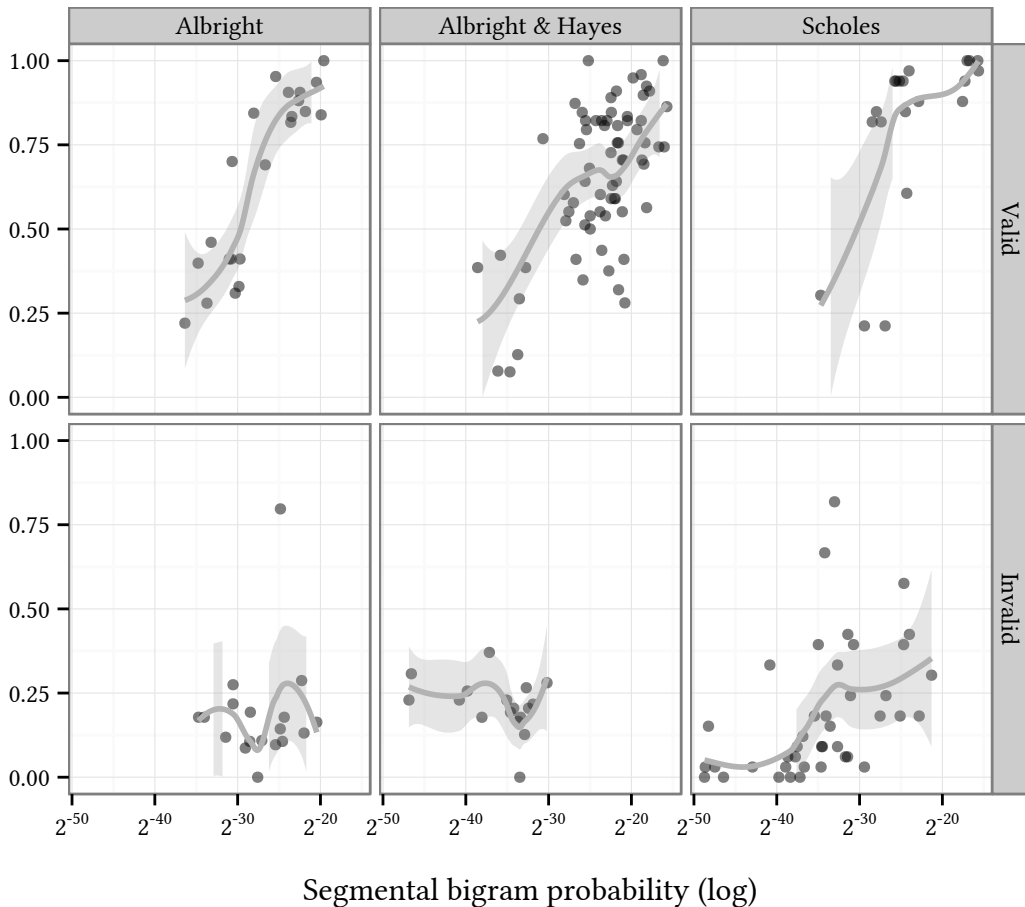 Albright Albright & Hayes Scholes
1.00
0.75
0.50
0.25
0.00
Valid
1.00
0.75
0.50
0.25
0.00
Invalid
2⁻⁵⁰ 2⁻⁴⁰ 2⁻³⁰ 2⁻²⁰ 2⁻⁵⁰ 2⁻⁴⁰ 2⁻³⁰ 2⁻²⁰ 2⁻⁵⁰ 2⁻⁴⁰ 2⁻³⁰ 2⁻²⁰
Segmental bigram probability (log)